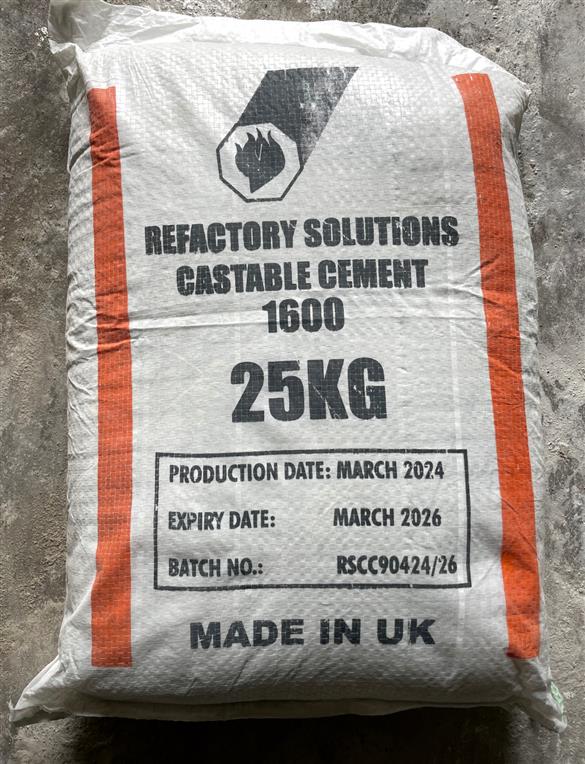 REFACTORY SOLUTIONS
CASTABLE CEMENT
1600
25KG
PRODUCTION DATE: MARCH 2024
EXPIRY DATE: MARCH 2026
BATCH NO.: RSCC90424/26
MADE IN UK